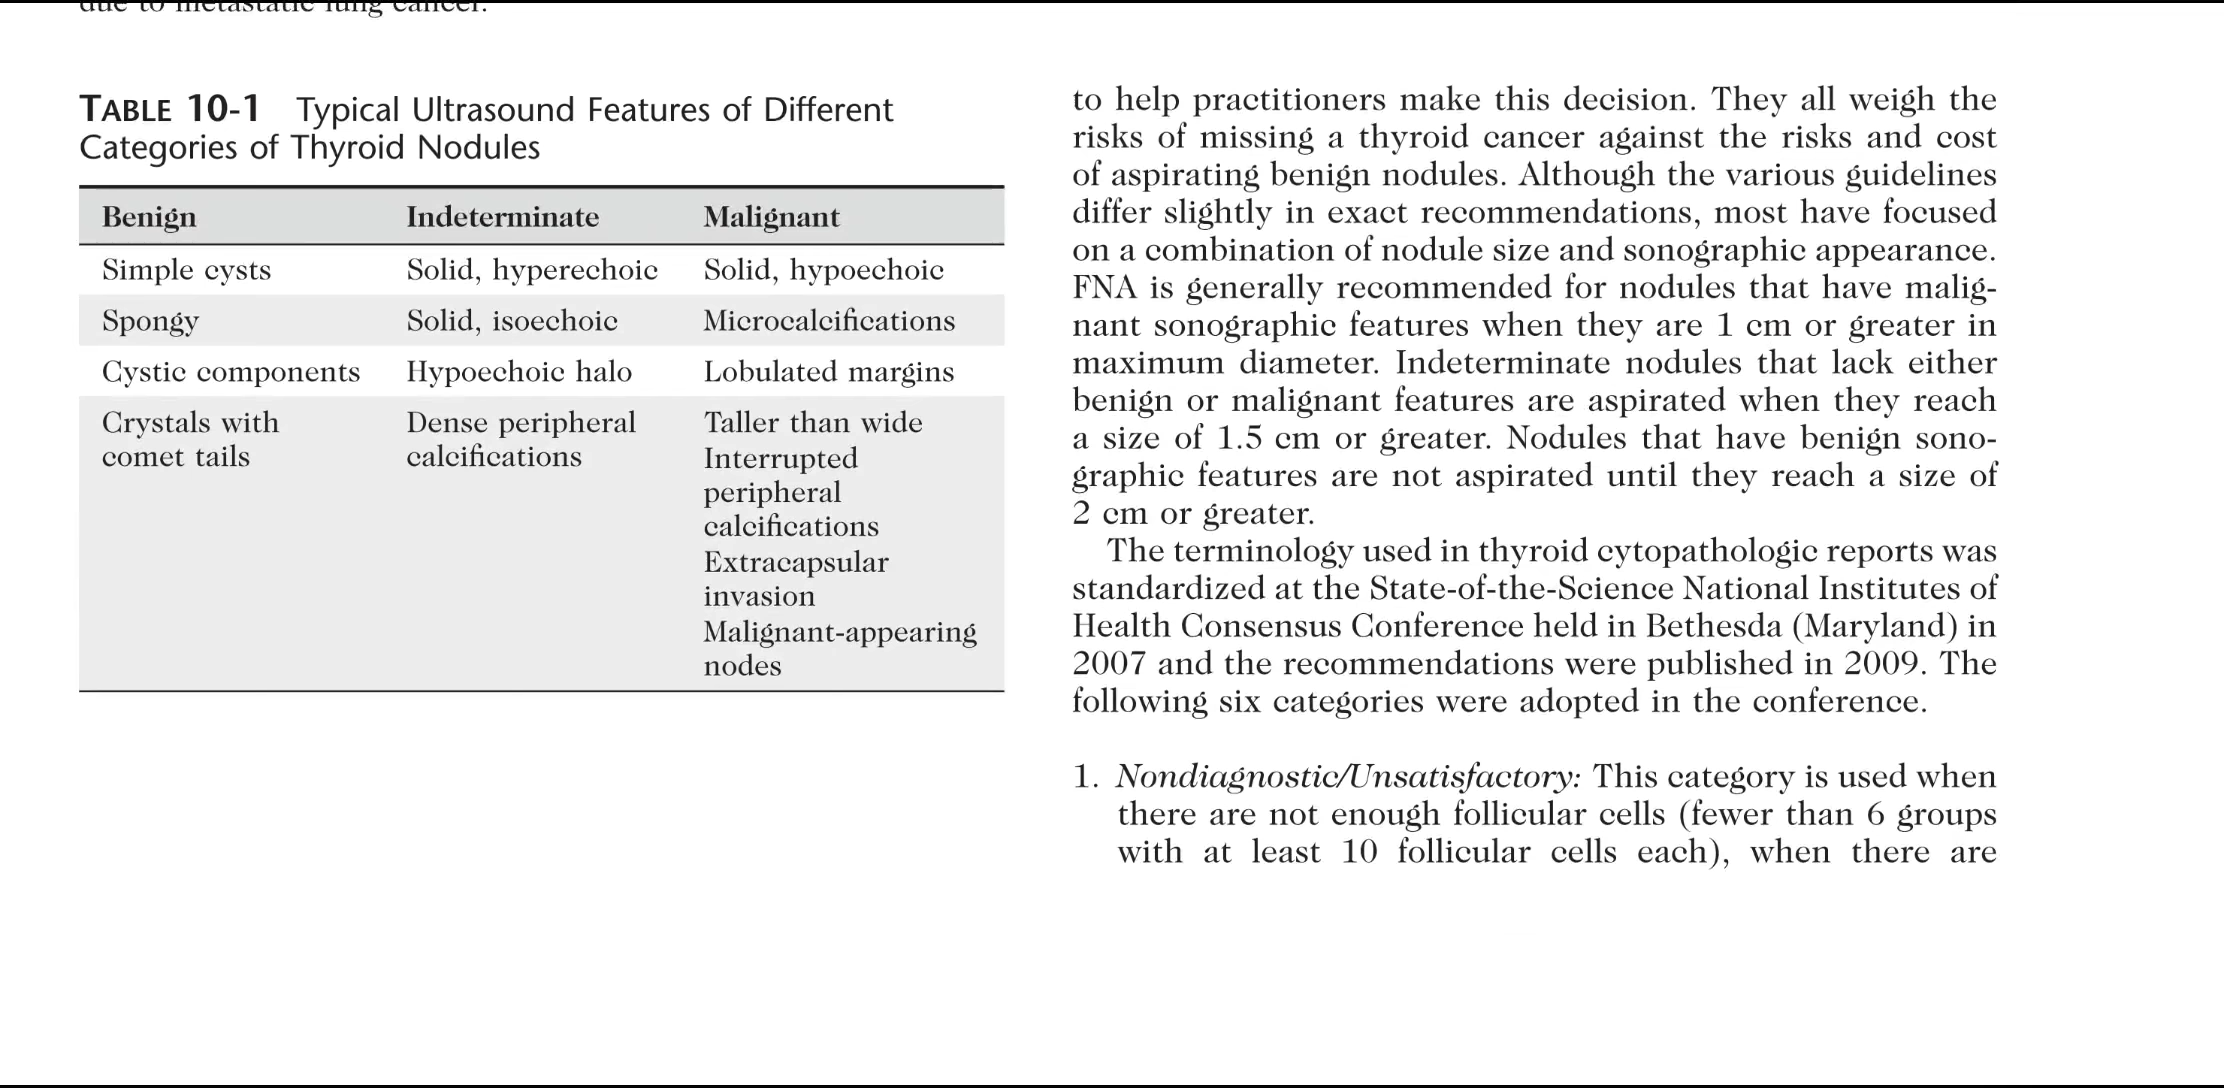 due to metastatic lung cancer.
TABLE 10-1 Typical Ultrasound Features of Different
Categories of Thyroid Nodules
Benign Indeterminate Malignant
Simple cysts Solid, hyperechoic Solid, hypoechoic
Spongy Solid, isoechoic Microcalcifications
Cystic components Hypoechoic halo Lobulated margins
Crystals with Dense peripheral Taller than wide
comet tails calcifications Interrupted
peripheral
calcifications
Extracapsular
invasion
Malignant-appearing
nodes
to help practitioners make this decision. They all weigh the
risks of missing a thyroid cancer against the risks and cost
of aspirating benign nodules. Although the various guidelines
differ slightly in exact recommendations, most have focused
on a combination of nodule size and sonographic appearance.
FNA is generally recommended for nodules that have malig-
nant sonographic features when they are 1 cm or greater in
maximum diameter. Indeterminate nodules that lack either
benign or malignant features are aspirated when they reach
a size of 1.5 cm or greater. Nodules that have benign sono-
graphic features are not aspirated until they reach a size of
2 cm or greater.
The terminology used in thyroid cytopathologic reports was
standardized at the State-of-the-Science National Institutes of
Health Consensus Conference held in Bethesda (Maryland) in
2007 and the recommendations were published in 2009. The
following six categories were adopted in the conference.
1. Nondiagnostic/Unsatisfactory: This category is used when
there are not enough follicular cells (fewer than 6 groups
with at least 10 follicular cells each), when there are